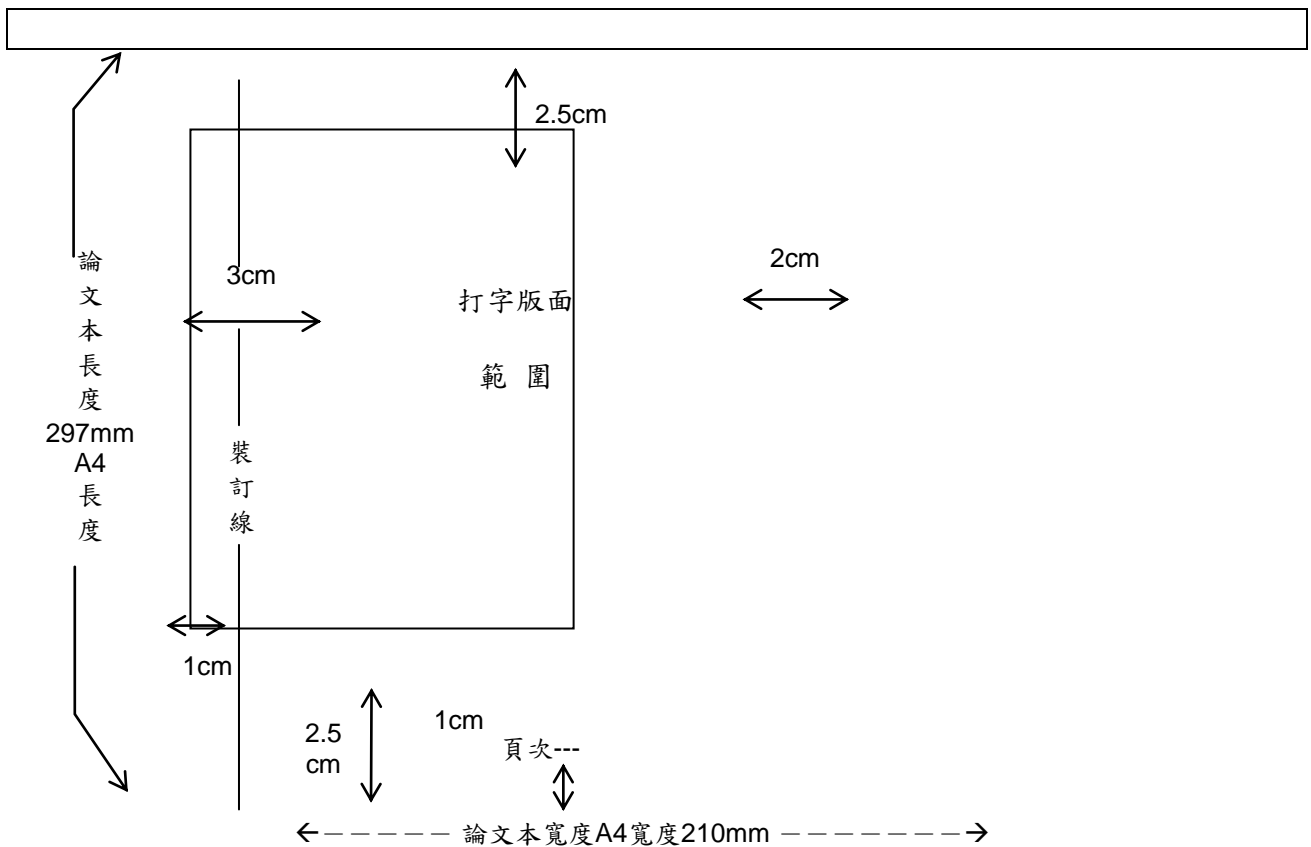 2.5cm
論
文
本
長
度
297mm
A4
長
度
3cm
2cm
打字版面
範 圍
裝
訂
線
1cm
2.5
cm
1cm
頁次---
論文本寬度A4寬度210mm